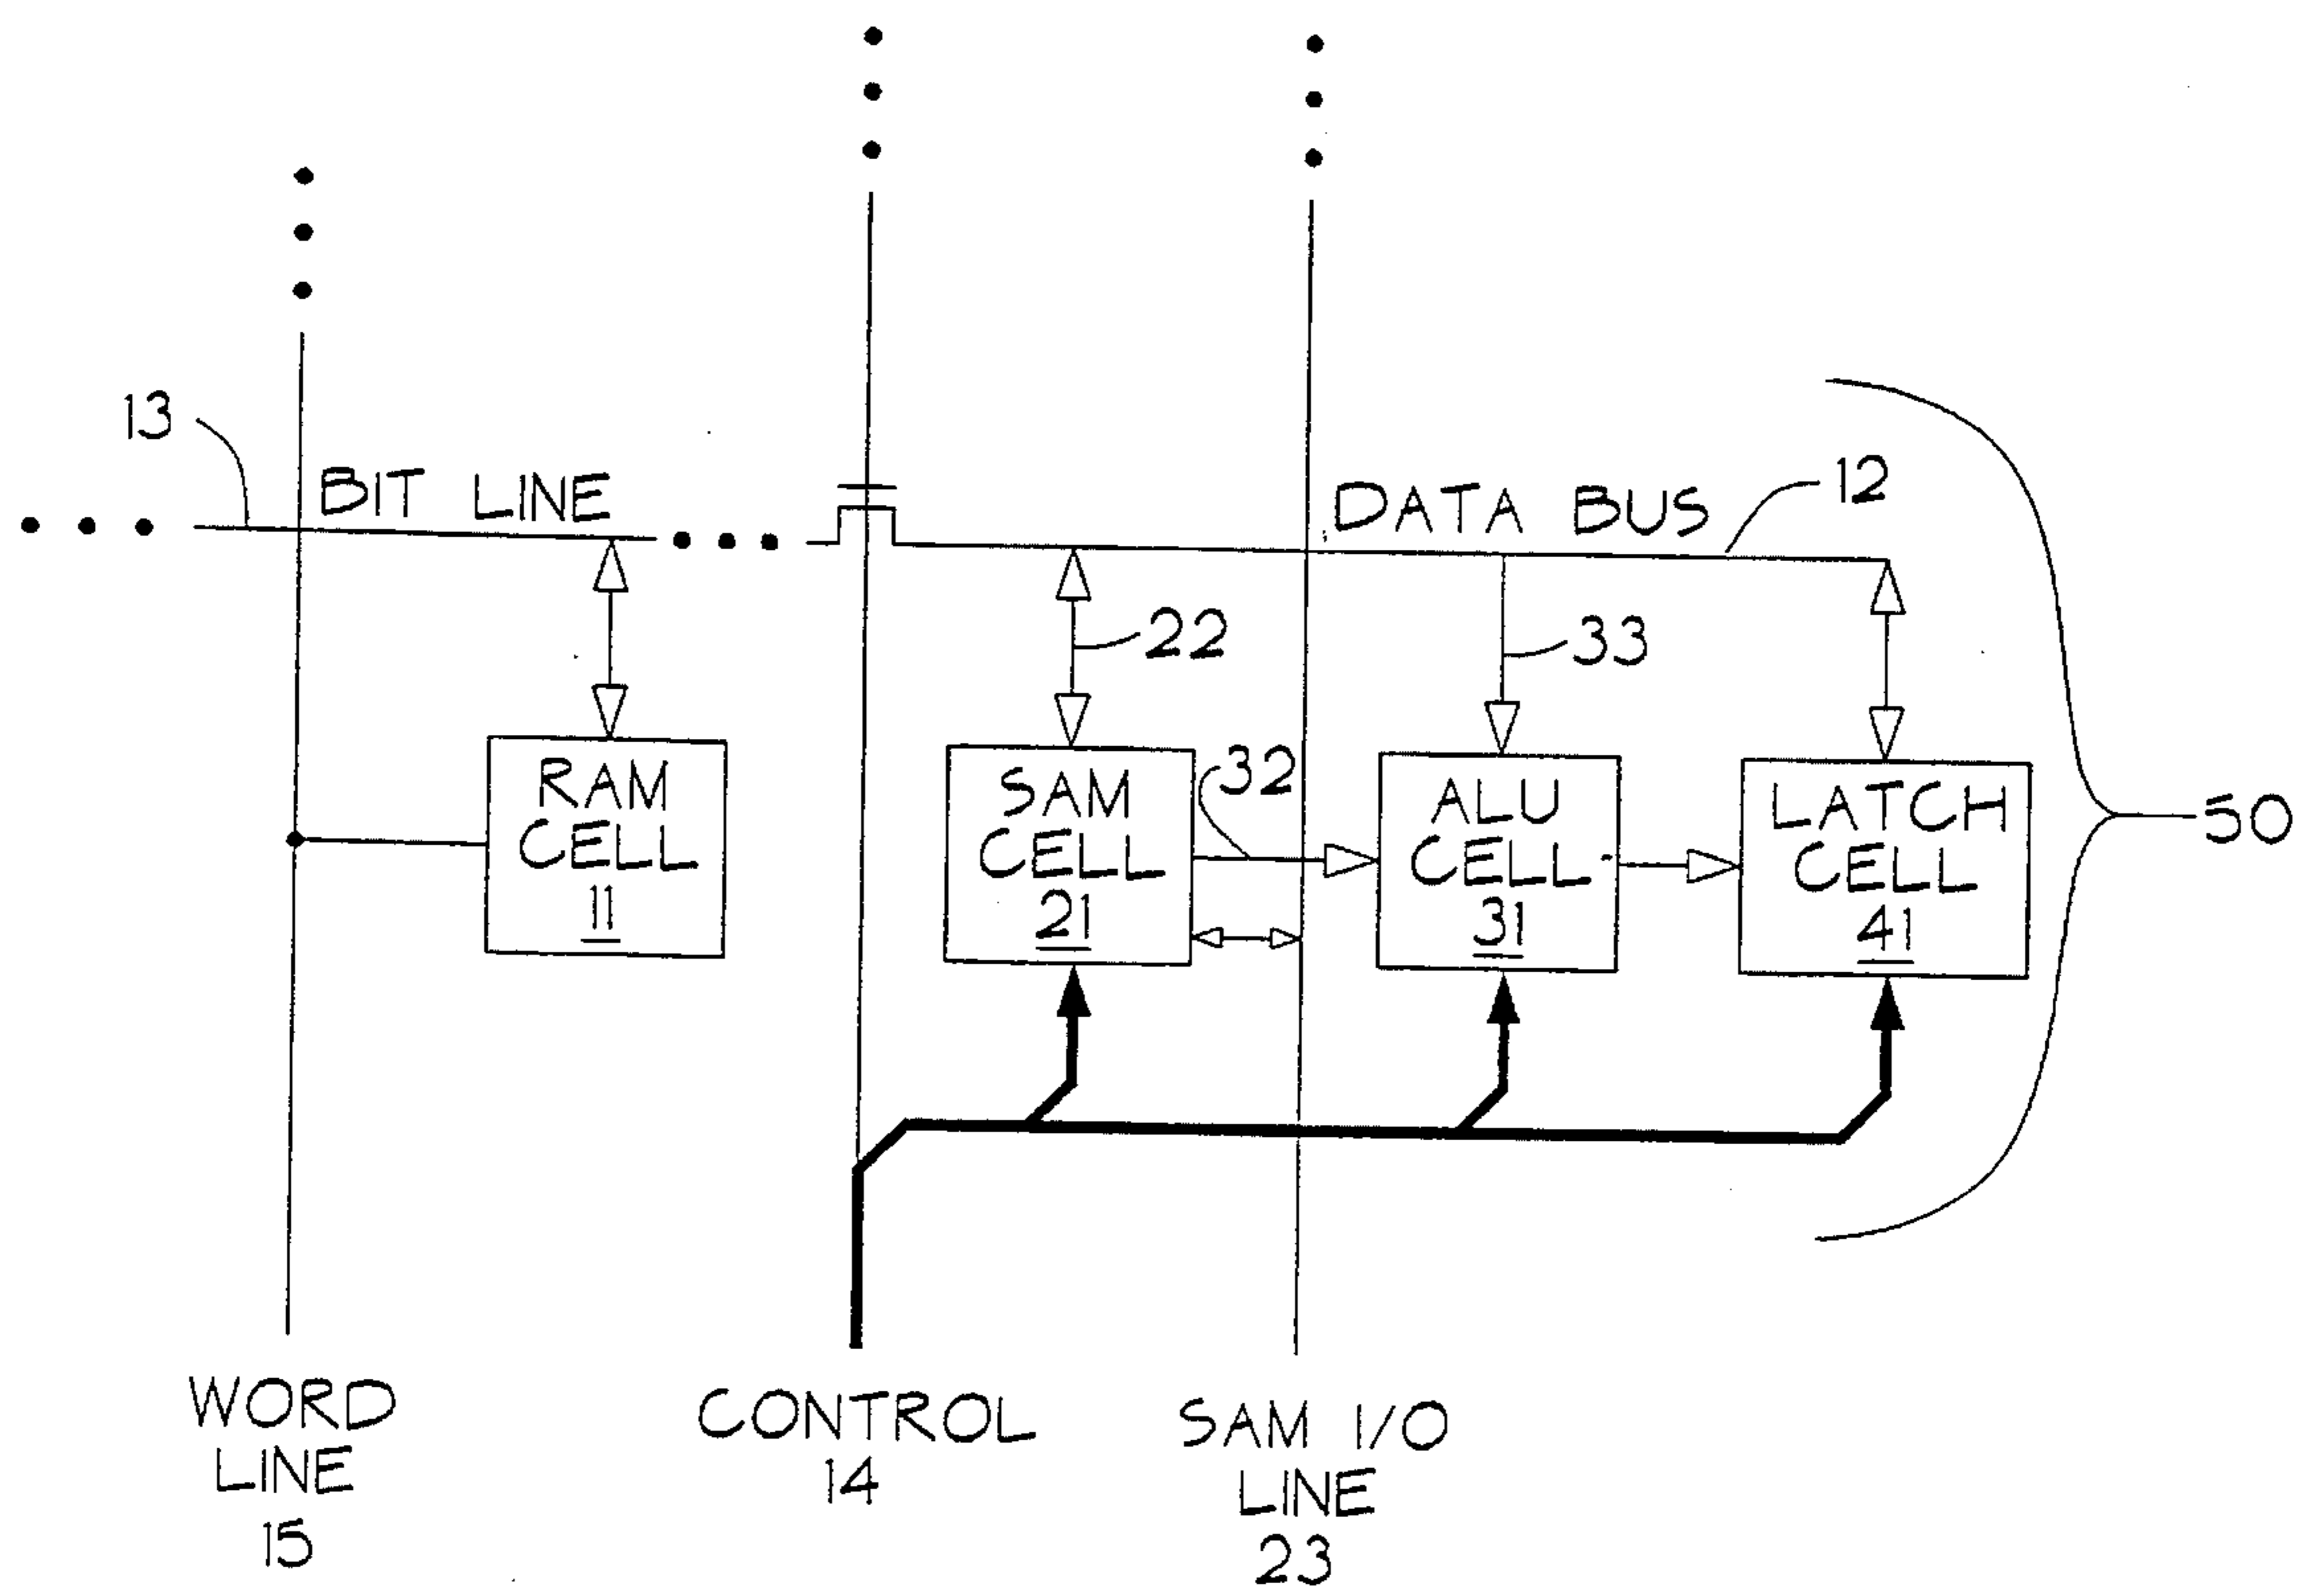 13
BIT LINE
DATA BUS
12
22
33
32
RAM
CELL
11
SAM
CELL
21
ALU
CELL
31
LATCH
CELL
41
50
WORD
LINE
15
CONTROL
14
SAM I/O
LINE
23